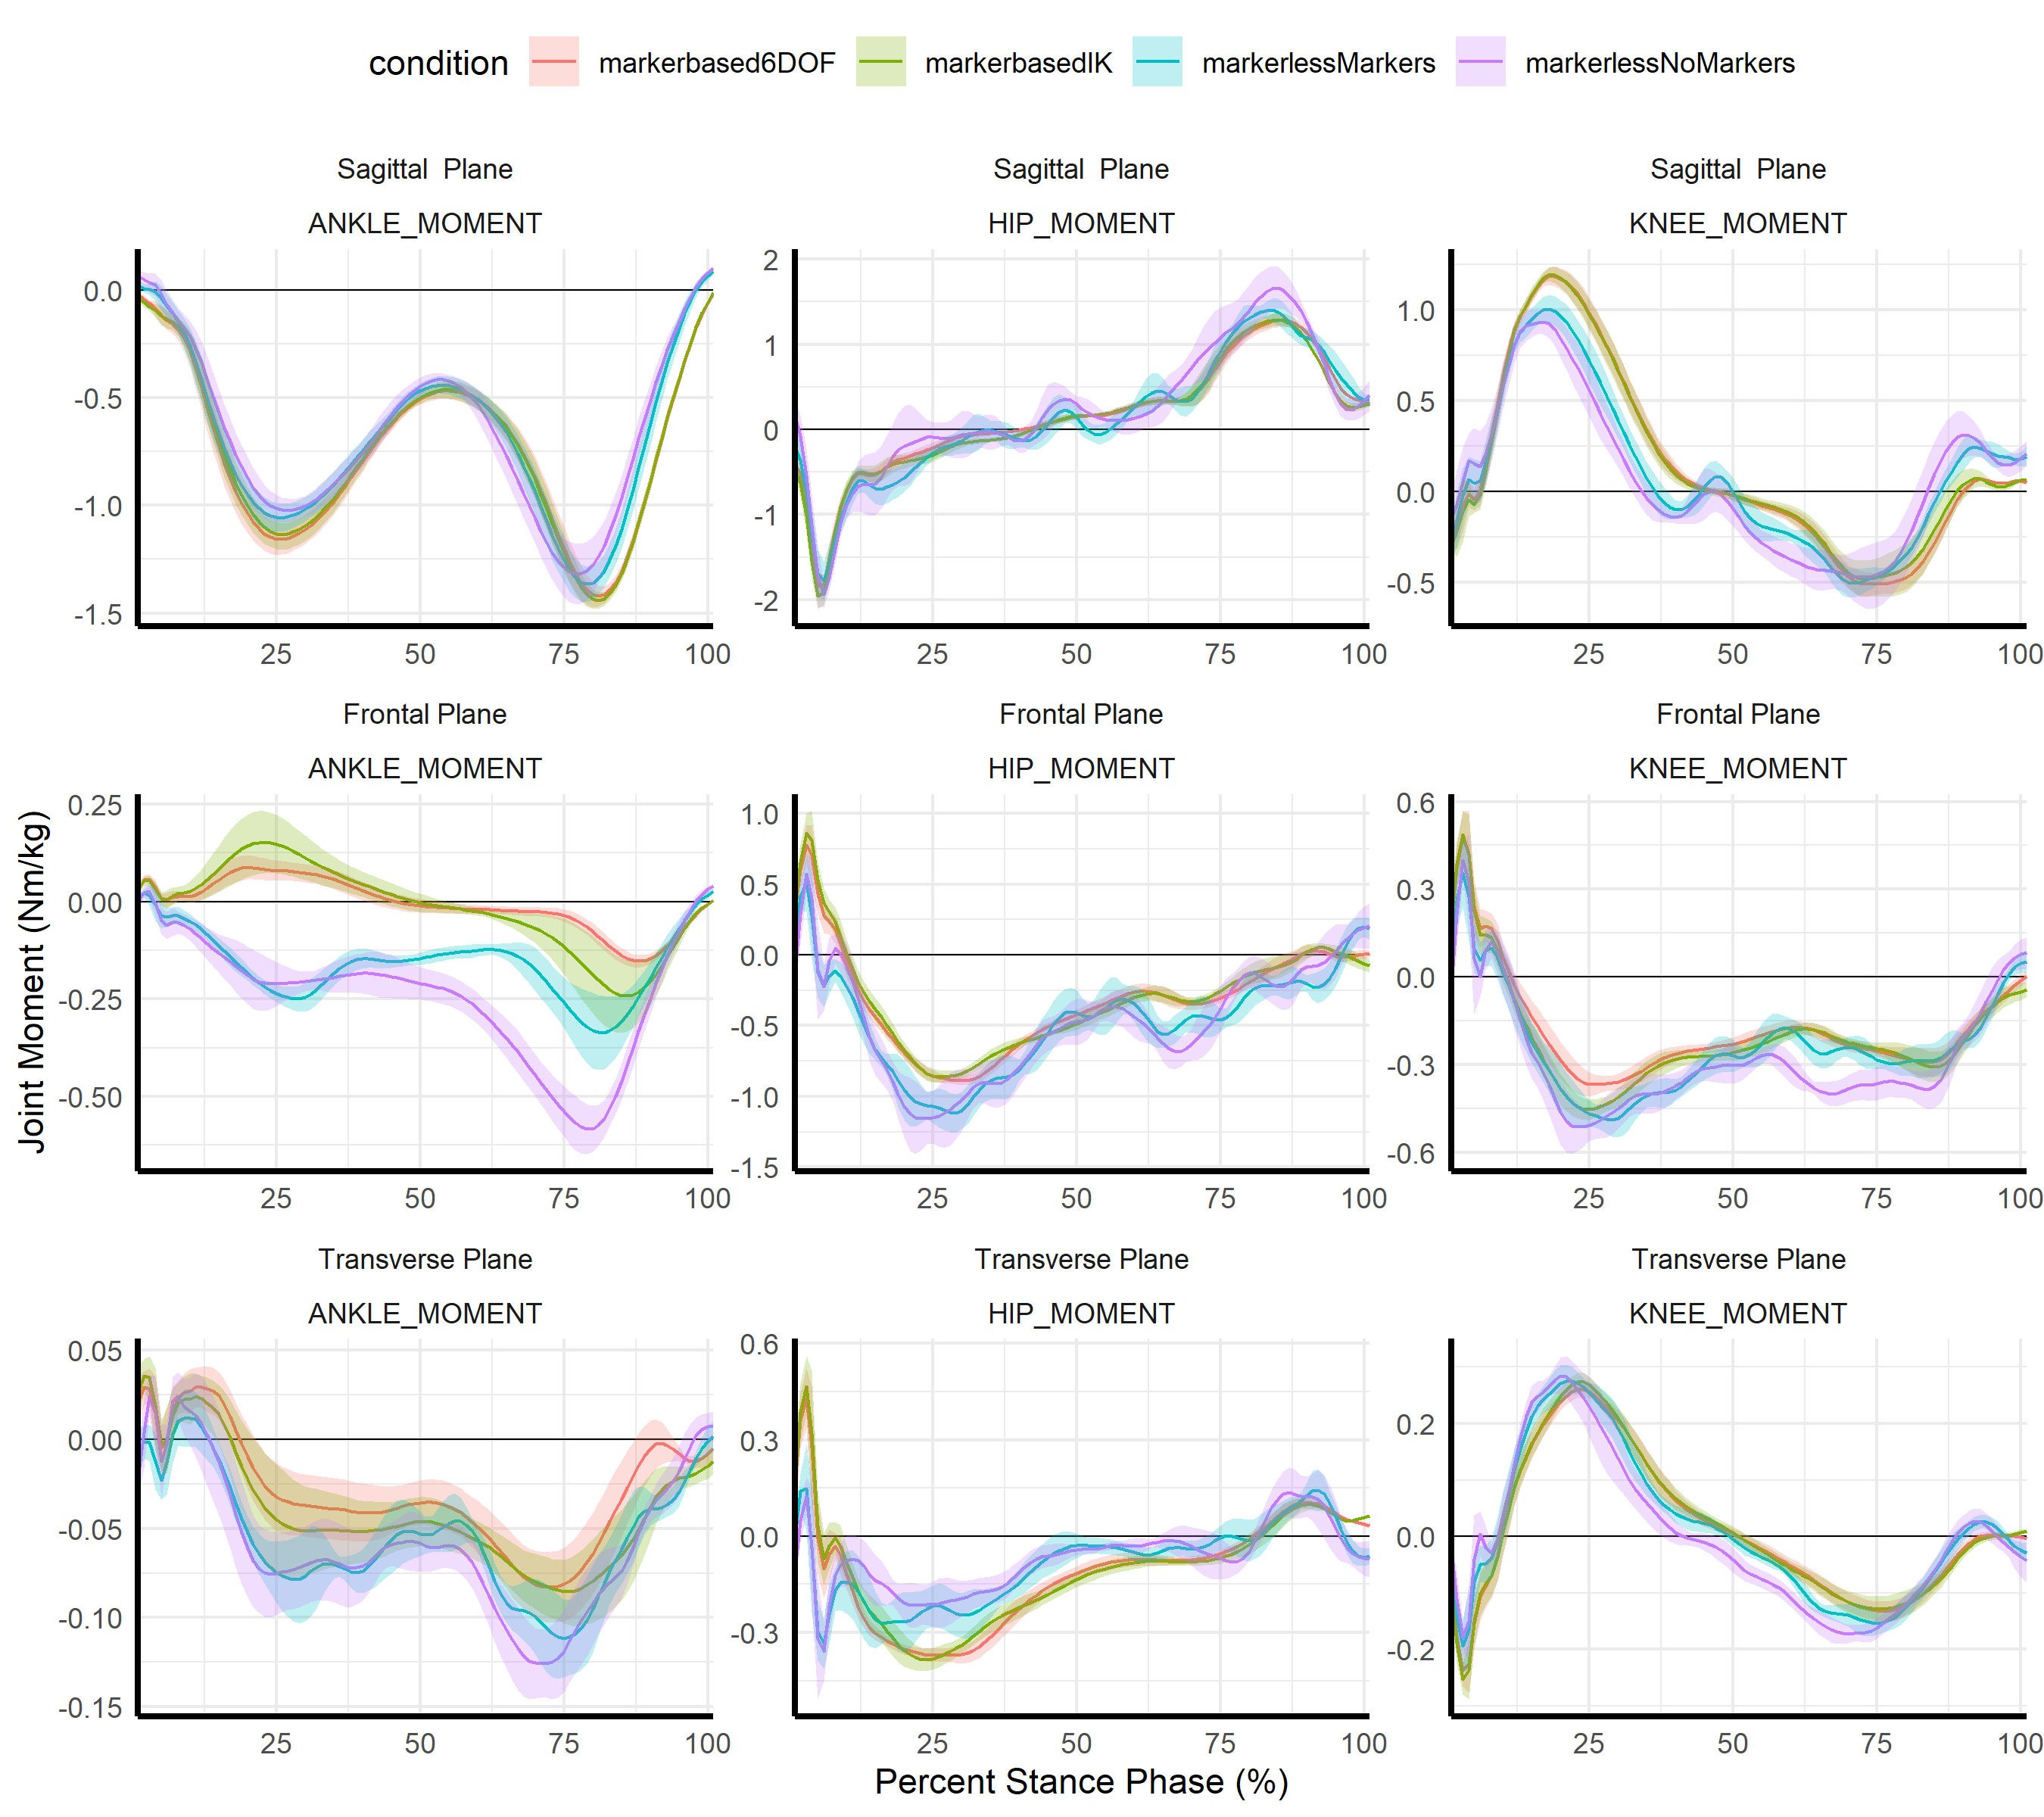 condition markerbased6DOF markerbasedIK markerlessMarkers markerlessNoMarkers
Sagittal  Plane Sagittal  Plane Sagittal  Plane
ANKLE_MOMENT HIP_MOMENT KNEE_MOMENT
0.0
-0.5
-1.0
-1.5
25 50 75 100
2
1
0
-1
-2
25 50 75 100
1.0
0.5
0.0
-0.5
25 50 75 100
Frontal Plane Frontal Plane Frontal Plane
ANKLE_MOMENT HIP_MOMENT KNEE_MOMENT
Joint Moment (Nm/kg)
0.25
0.00
-0.25
-0.50
25 50 75 100
1.0
0.5
0.0
-0.5
-1.0
-1.5
25 50 75 100
0.6
0.3
0.0
-0.3
-0.6
25 50 75 100
Transverse Plane Transverse Plane Transverse Plane
ANKLE_MOMENT HIP_MOMENT KNEE_MOMENT
0.05
0.00
-0.05
-0.10
-0.15
25 50 75 100
0.6
0.3
0.0
-0.3
25 50 75 100
0.2
0.0
-0.2
25 50 75 100
Percent Stance Phase (%)